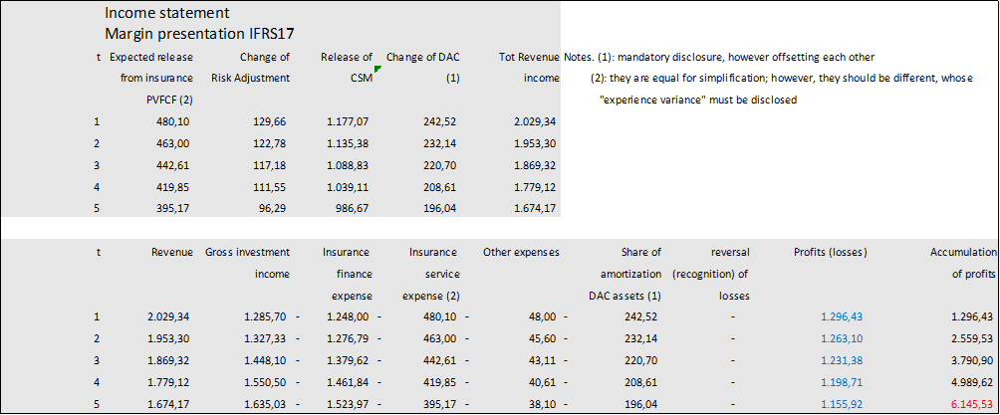 Income statement
Margin presentation IFRS17
t Expected release Change of Release of Change of DAC Tot Revenue Notes. (1): mandatory disclosure, however offsetting each other
from insurance Risk Adjustment CSM (1) income (2): they are equal for simplification; however, they should be different, whose
PVFCF (2) "experience variance" must be disclosed
1 480,10 129,66 1.177,07 242,52 2.029,34
2 463,00 122,78 1.135,38 232,14 1.953,30
3 442,61 117,18 1.088,83 220,70 1.869,32
4 419,85 111,55 1.039,11 208,61 1.779,12
5 395,17 96,29 986,67 196,04 1.674,17
t Revenue Gross investment Insurance Insurance Other expenses Share of reversal Profits (losses) Accumulation
income finance service amortization (recognition) of of profits
expense expense (2) DAC assets (1) losses
1 2.029,34 1.285,70 - 1.248,00 - 480,10 - 48,00 - 242,52 - 1.296,43 1.296,43
2 1.953,30 1.327,33 - 1.276,79 - 463,00 - 45,60 - 232,14 - 1.263,10 2.559,53
3 1.869,32 1.448,10 - 1.379,62 - 442,61 - 43,11 - 220,70 - 1.231,38 3.790,90
4 1.779,12 1.550,50 - 1.461,84 - 419,85 - 40,61 - 208,61 - 1.198,71 4.989,62
5 1.674,17 1.635,03 - 1.523,97 - 395,17 - 38,10 - 196,04 - 1.155,92 6.145,53